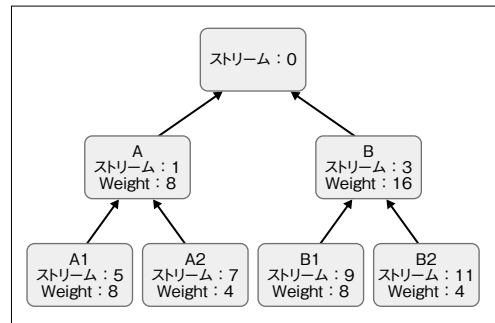 ストリーム：0
A
ストリーム：1
Weight：8
B
ストリーム：3
Weight：16
A1
ストリーム：5
Weight：8
A2
ストリーム：7
Weight：4
B1
ストリーム：9
Weight：8
B2
ストリーム：11
Weight：4